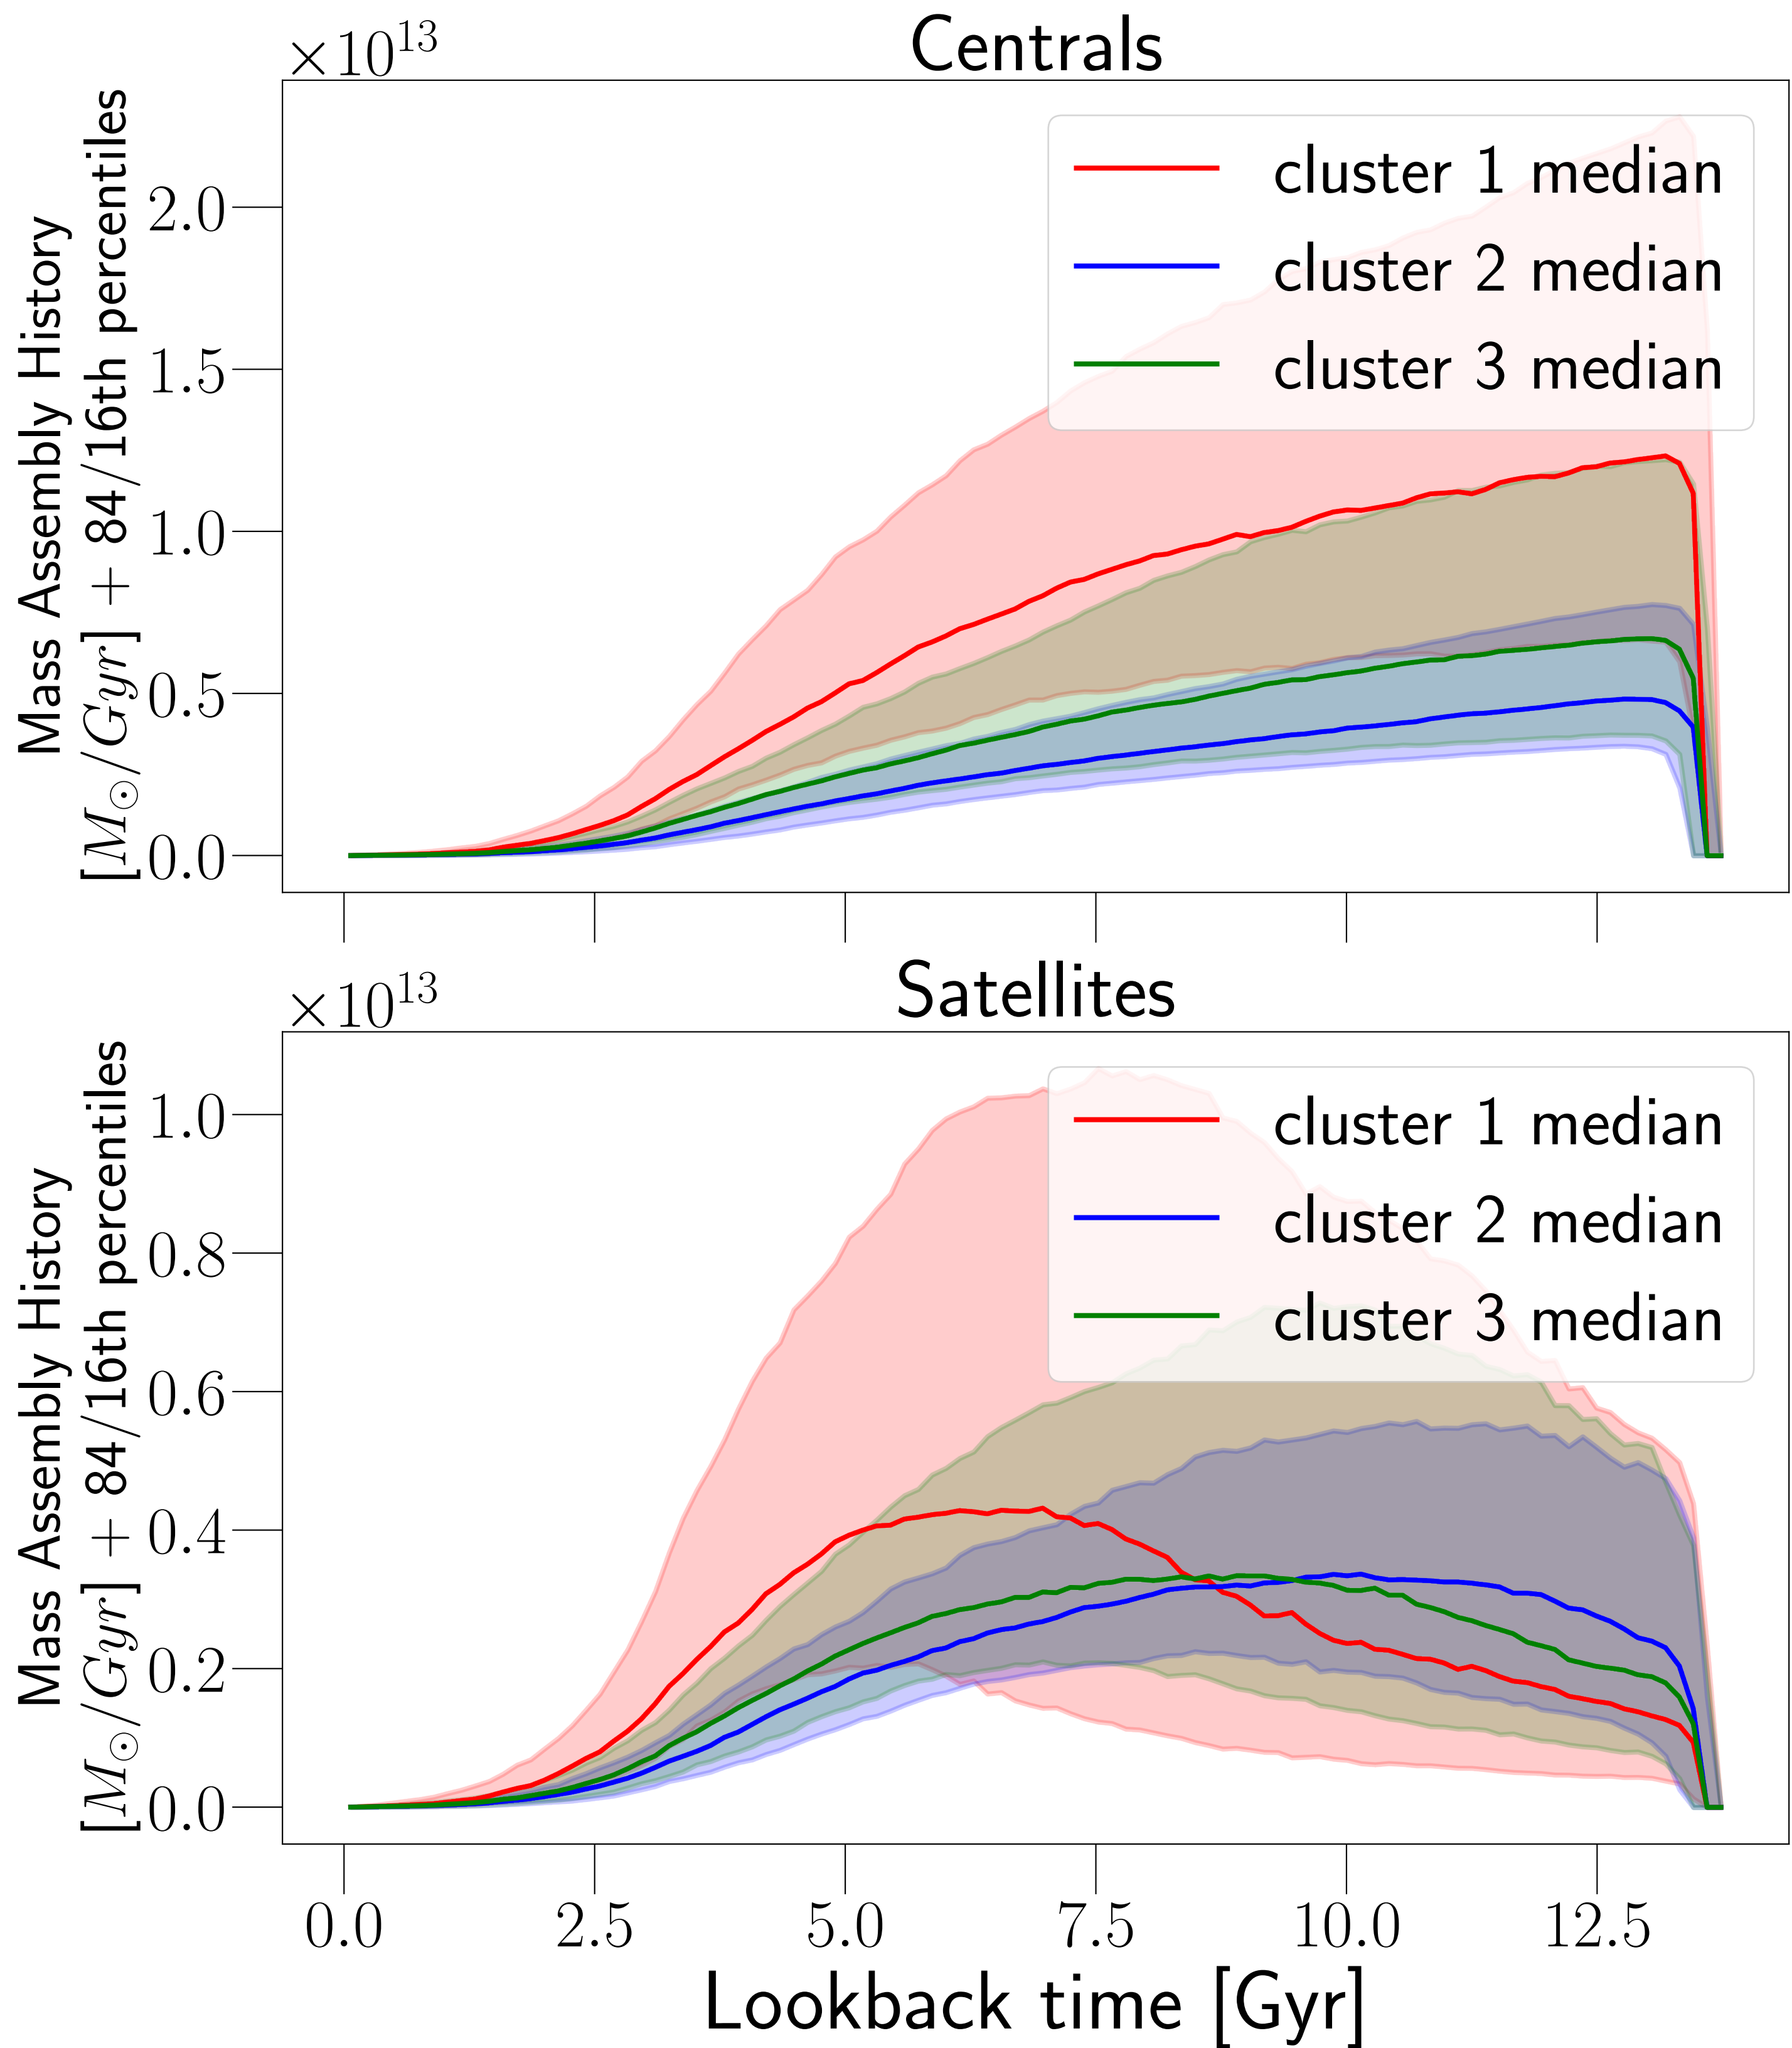 ×10^13
Centrals
Mass Assembly History
[M⊙/Gyr] + 84/16th percentiles
2.0
1.5
1.0
0.5
0.0
cluster 1 median
cluster 2 median
cluster 3 median
×10^13
Satellites
Mass Assembly History
[M⊙/Gyr] + 84/16th percentiles
1.0
0.8
0.6
0.4
0.2
0.0
cluster 1 median
cluster 2 median
cluster 3 median
0.0 2.5 5.0 7.5 10.0 12.5
Lookback time [Gyr]